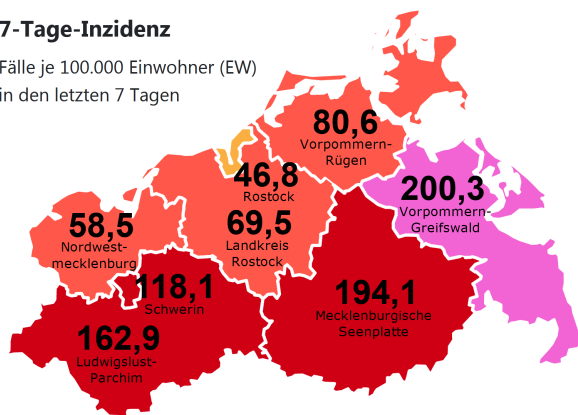 7-Tage-Inzidenz
Fälle je 100.000 Einwohner (EW)
in den letzten 7 Tagen
80,6
Vorpommern-
Rügen
46,8
Rostock
200,3
Vorpommern-
Greifswald
58,5
Nordwest-
mecklenburg
69,5
Landkreis
Rostock
118,1
Schwerin
194,1
Mecklenburgische
Seenplatte
162,9
Ludwigslust-
Parchim